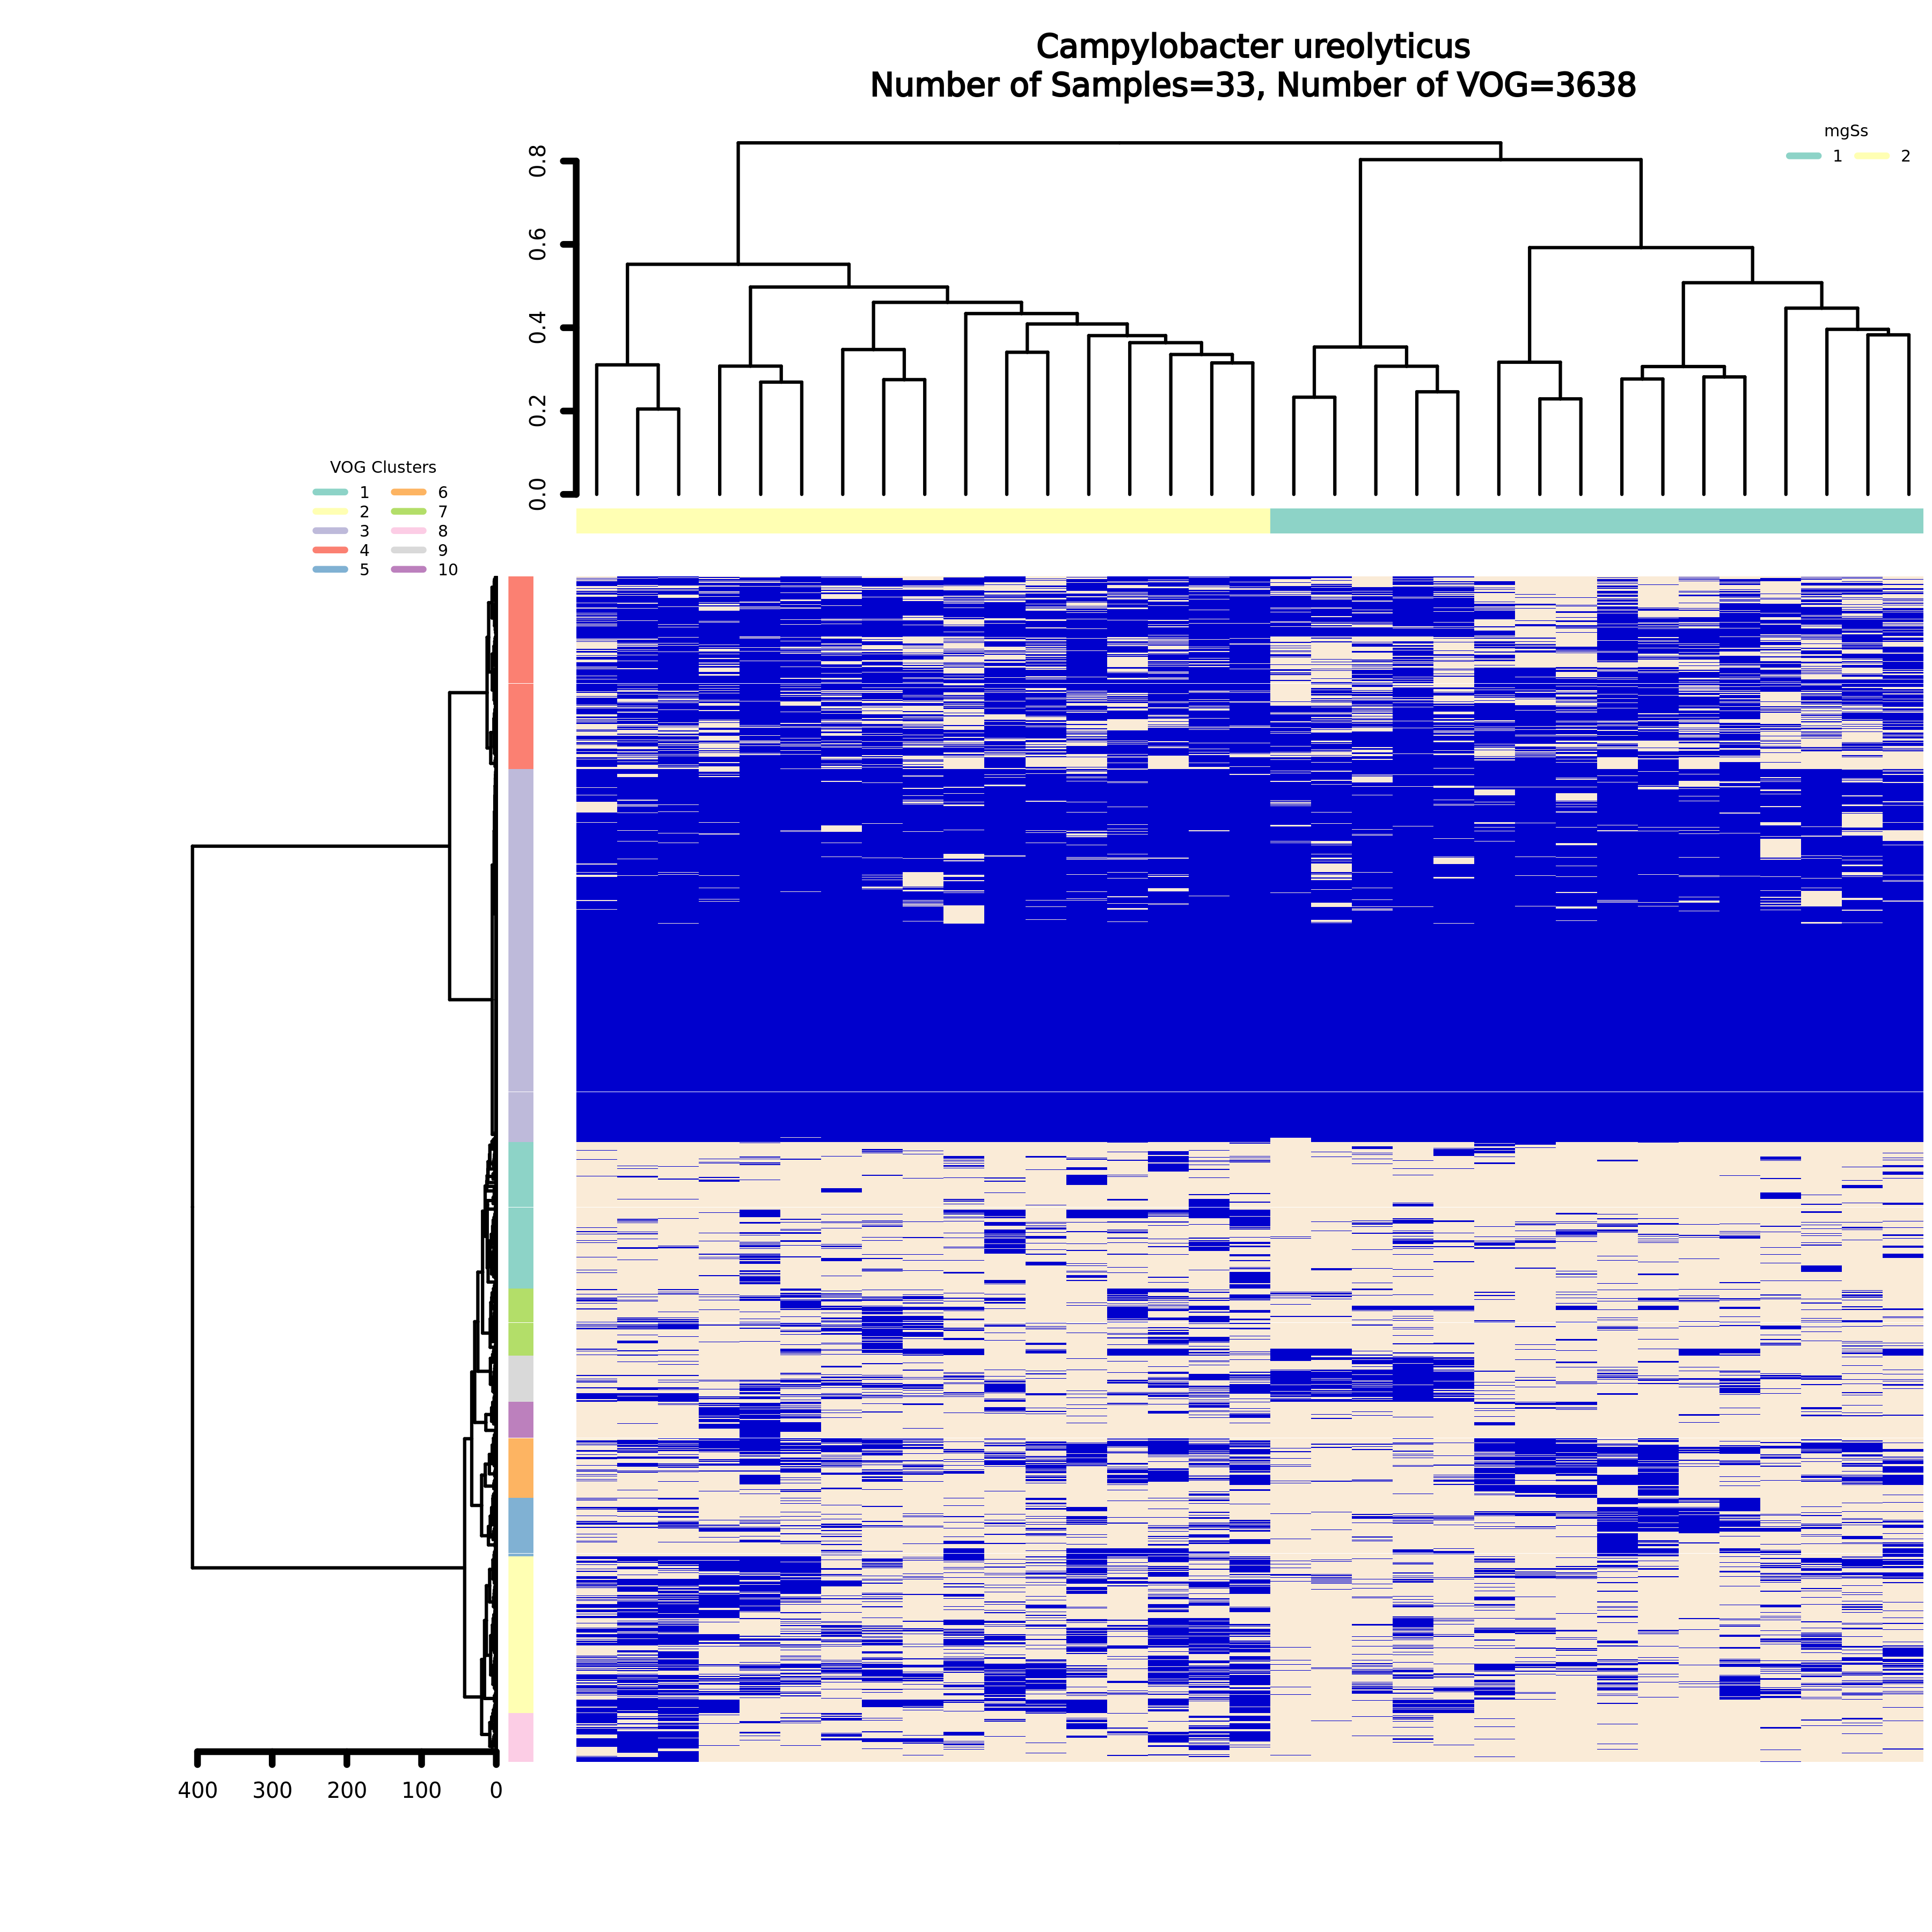 Campylobacter ureolyticus
Number of Samples=33, Number of VOG=3638
mgSs
1 2
0.8
0.6
0.4
0.2
0.0
VOG Clusters
1 6
2 7
3 8
4 9
5 10
400 300 200 100 0